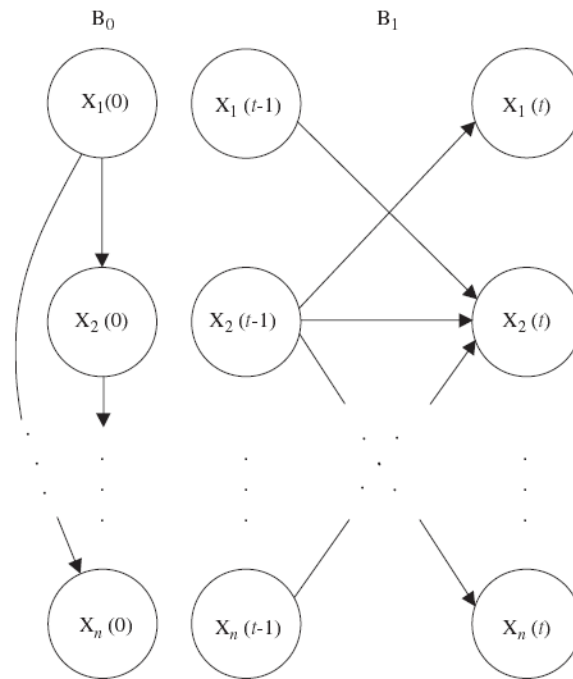 B₀ B₁
X₁(0) X₁ (t-1) X₁ (t)
X₂ (0) X₂ (t-1) X₂ (t)
Xₙ (0) Xₙ (t-1) Xₙ (t)